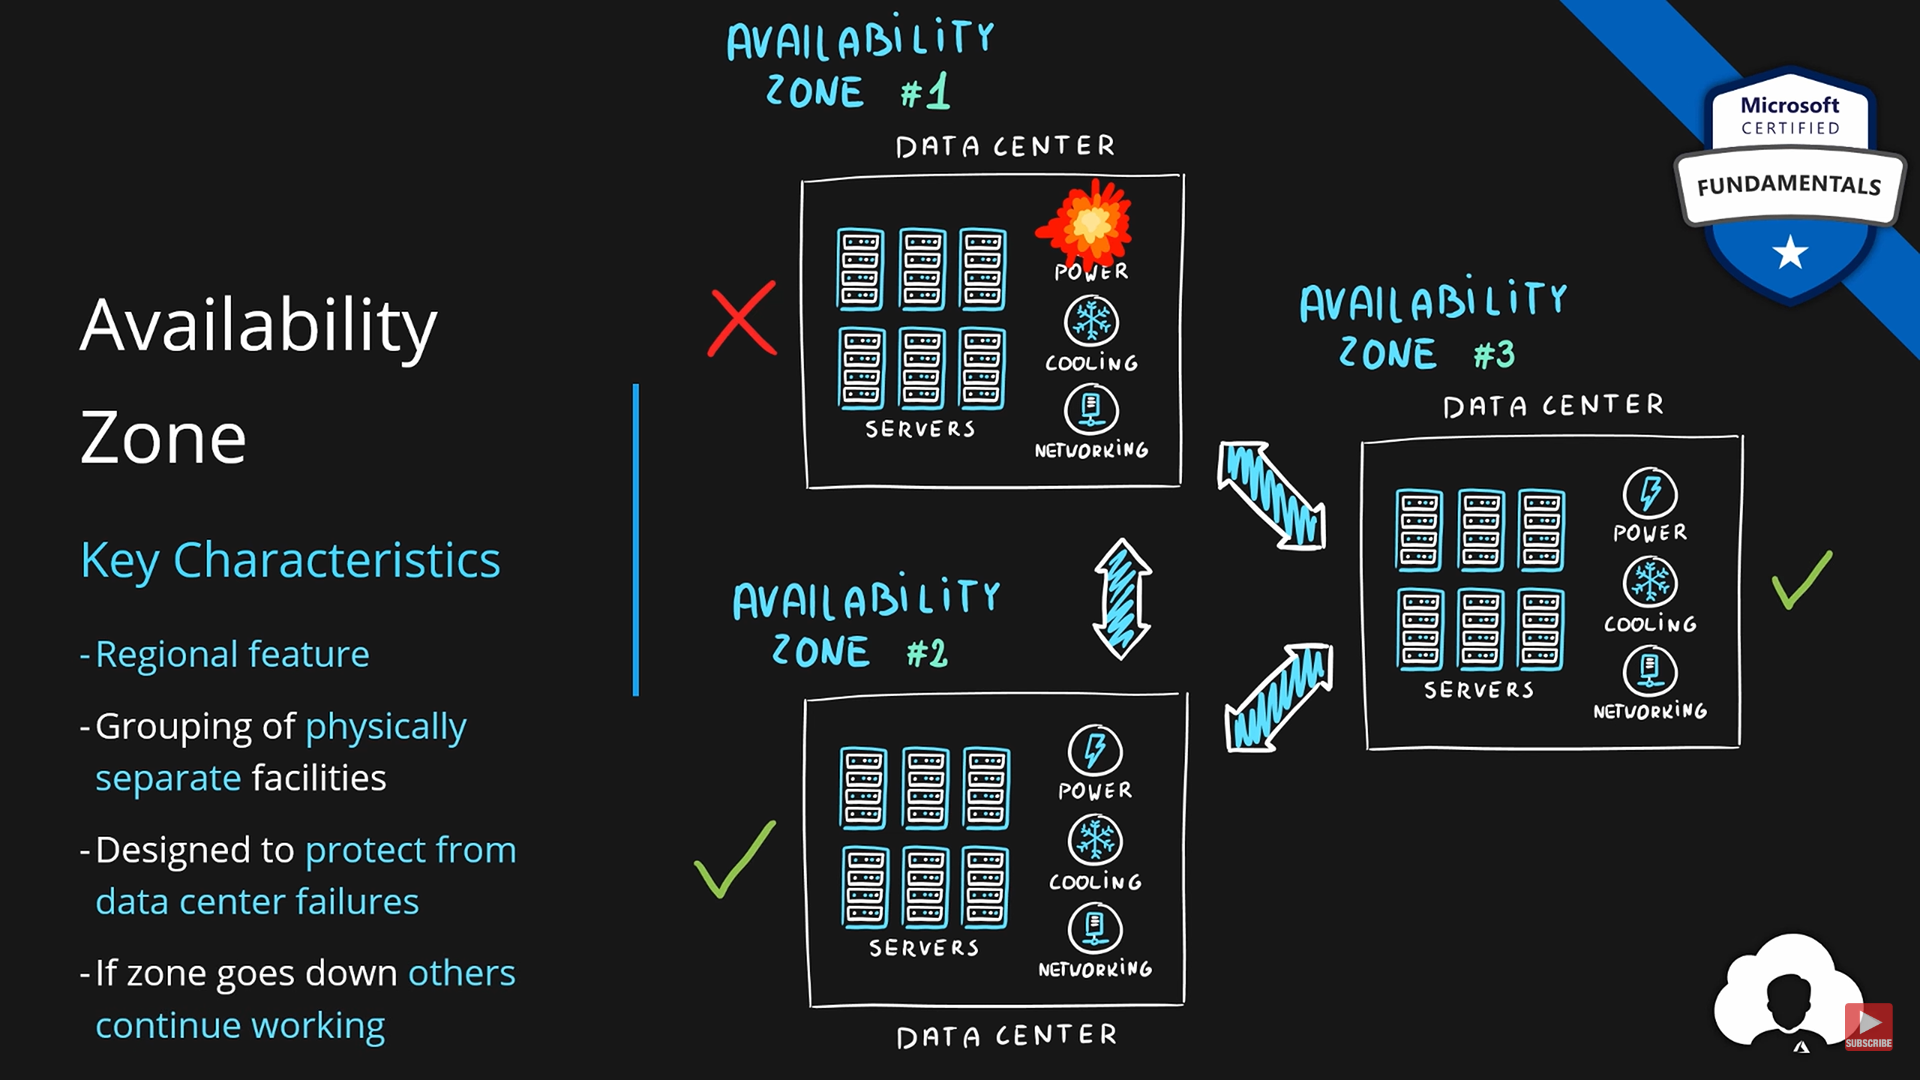 Availability
Zone
Key Characteristics
- Regional feature
- Grouping of physically
separate facilities
- Designed to protect from
data center failures
- If zone goes down others
continue working
AVAILABILITY
ZONE #1
DATA CENTER
SERVERS
POWER
COOLING
NETWORKING
AVAILABILITY
ZONE #2
SERVERS
POWER
COOLING
NETWORKING
DATA CENTER
AVAILABILITY
ZONE #3
DATA CENTER
SERVERS
POWER
COOLING
NETWORKING
Microsoft
CERTIFIED
FUNDAMENTALS
SUBSCRIBE